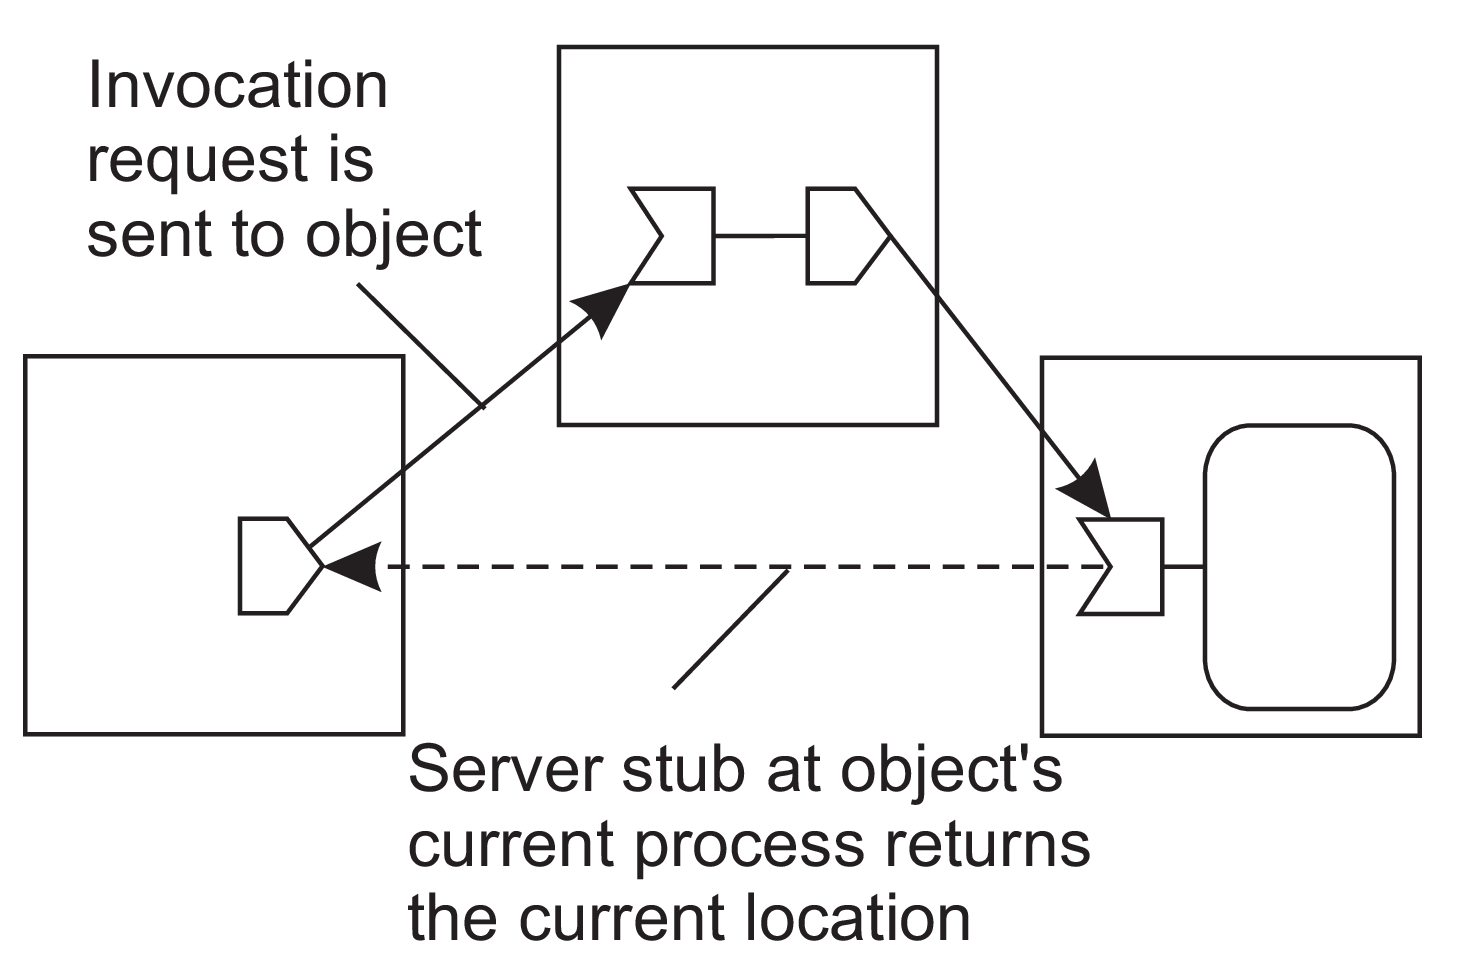 Invocation
request is
sent to object
Server stub at object's
current process returns
the current location